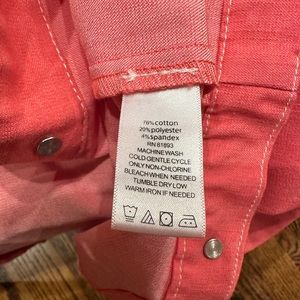 76%cotton
20%polyester
4%spandex
RN 61893
MACHINE WASH
COLD GENTLE CYCLE
ONLY NON-CHLORINE
BLEACH WHEN NEEDED
TUMBLE DRY LOW
WARM IRON IF NEEDED